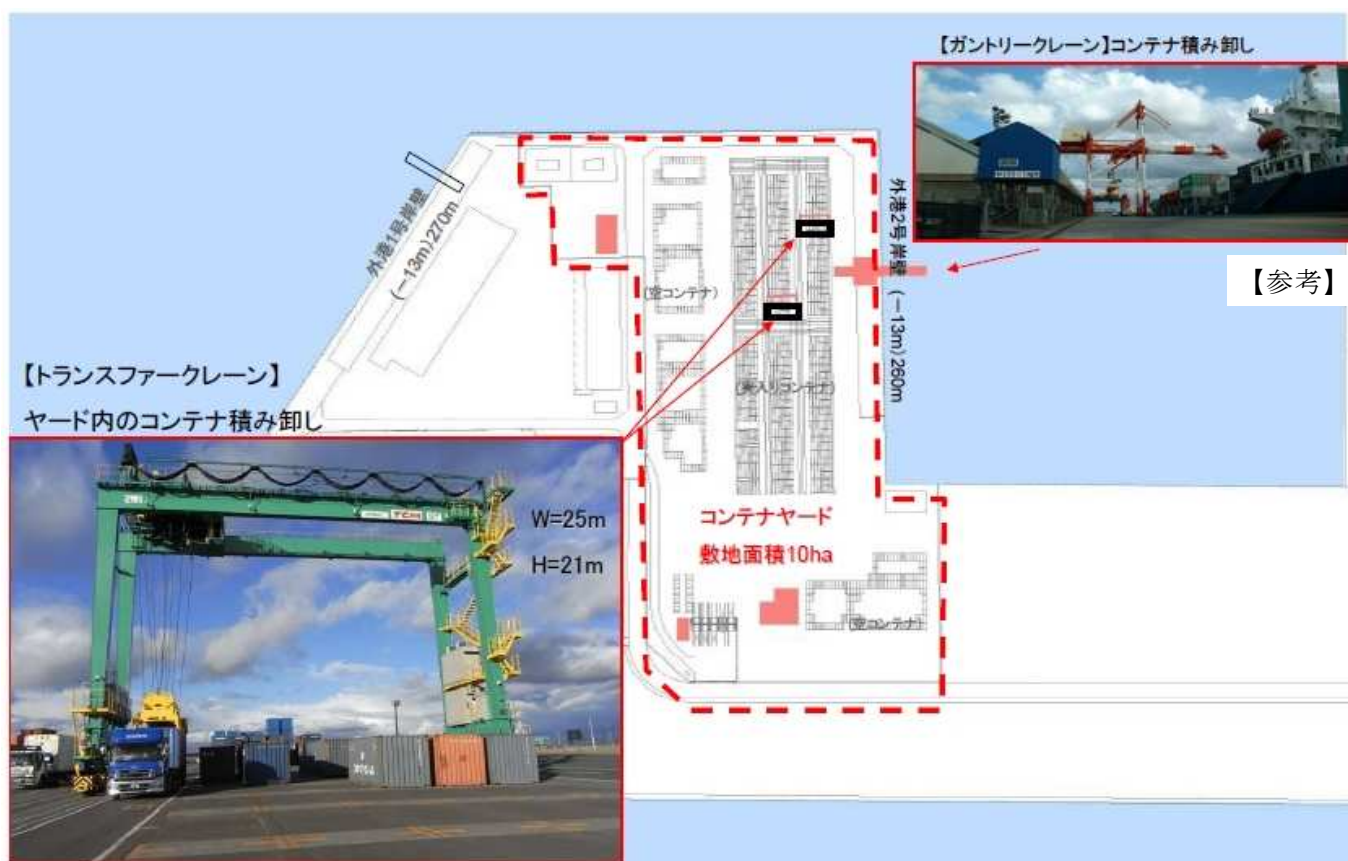 【ガントリークレーン】コンテナ積み卸し
【参考】
外港1号岸壁
(-13m)270m
外港2号岸壁 (-13m)260m
(空コンテナ)
(実入りコンテナ)
【トランスファークレーン】
ヤード内のコンテナ積み卸し
W=25m
H=21m
コンテナヤード
敷地面積10ha
(空コンテナ)